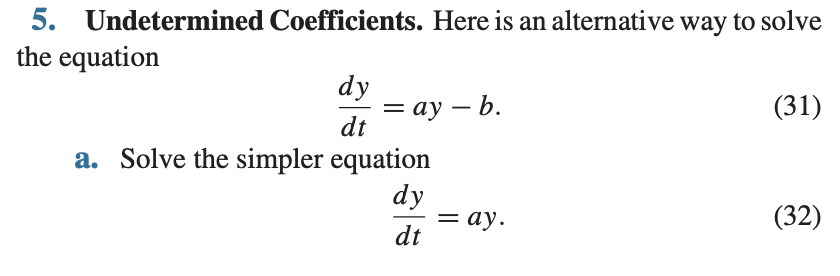 5. Undetermined Coefficients. Here is an alternative way to solve
the equation
dy/dt = ay − b. (31)
a. Solve the simpler equation
dy/dt = ay. (32)